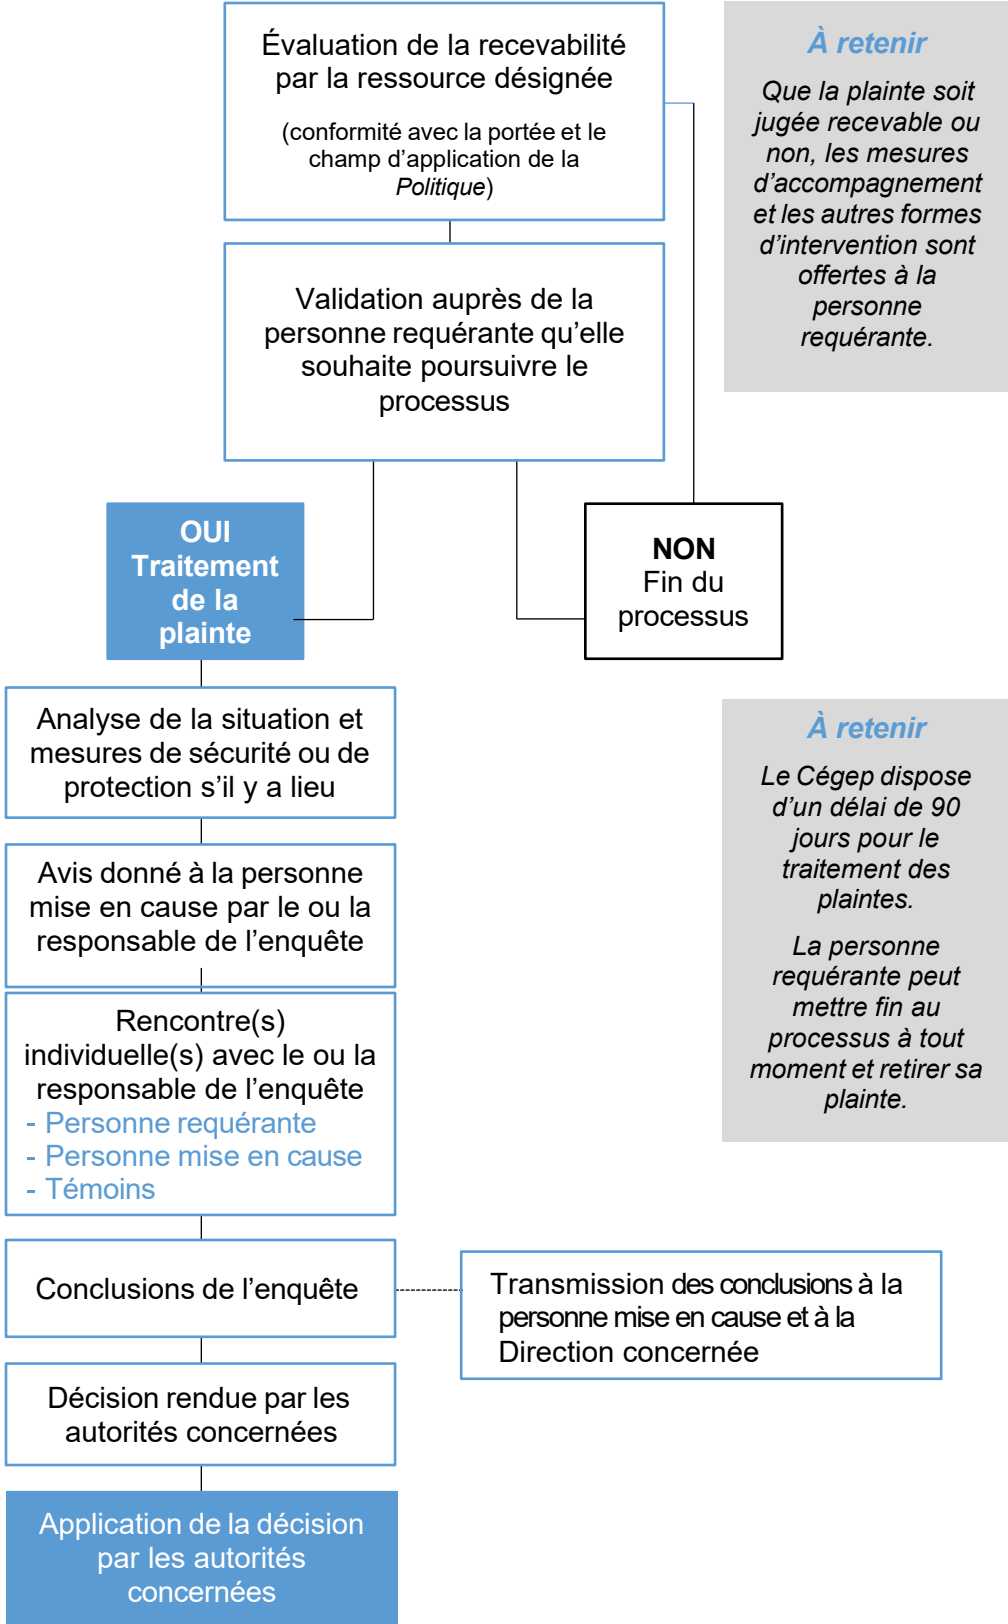 Évaluation de la recevabilité
par la ressource désignée
(conformité avec la portée et le
champ d’application de la
Politique)
À retenir
Que la plainte soit
jugée recevable ou
non, les mesures
d’accompagnement
et les autres formes
d’intervention sont
offertes à la
personne
requérante.
Validation auprès de la
personne requérante qu’elle
souhaite poursuivre le
processus
OUI
Traitement
de la
plainte
NON
Fin du
processus
Analyse de la situation et
mesures de sécurité ou de
protection s’il y a lieu
À retenir
Le Cégep dispose
d’un délai de 90
jours pour le
traitement des
plaintes.
La personne
requérante peut
mettre fin au
processus à tout
moment et retirer sa
plainte.
Avis donné à la personne
mise en cause par le ou la
responsable de l’enquête
Rencontre(s)
individuelle(s) avec le ou la
responsable de l’enquête
- Personne requérante
- Personne mise en cause
- Témoins
Conclusions de l’enquête
Transmission des conclusions à la
personne mise en cause et à la
Direction concernée
Décision rendue par les
autorités concernées
Application de la décision
par les autorités
concernées